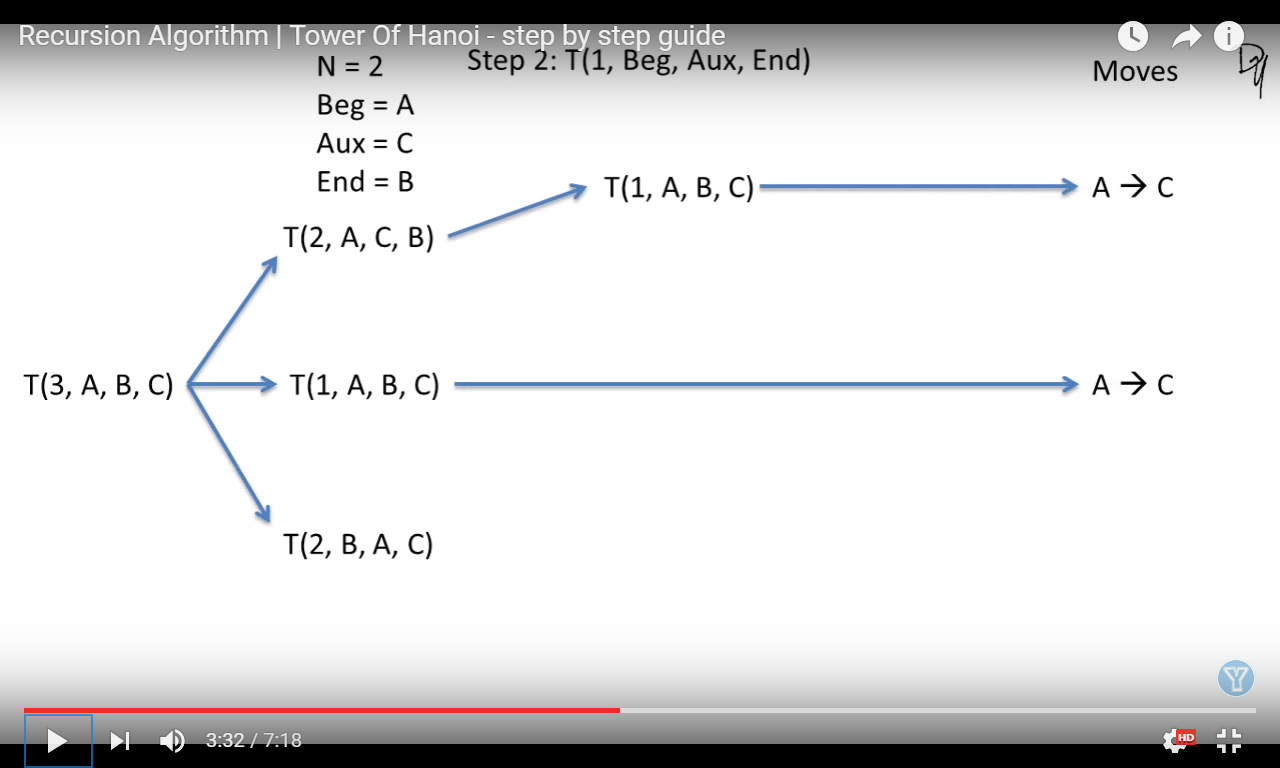 Recursion Algorithm | Tower Of Hanoi - step by step guide
N = 2
Step 2: T(1, Beg, Aux, End)
Moves
Beg = A
Aux = C
End = B
T(1, A, B, C)
A → C
T(2, A, C, B)
T(3, A, B, C)
T(1, A, B, C)
A → C
T(2, B, A, C)
Y
3:32 / 7:18
HD